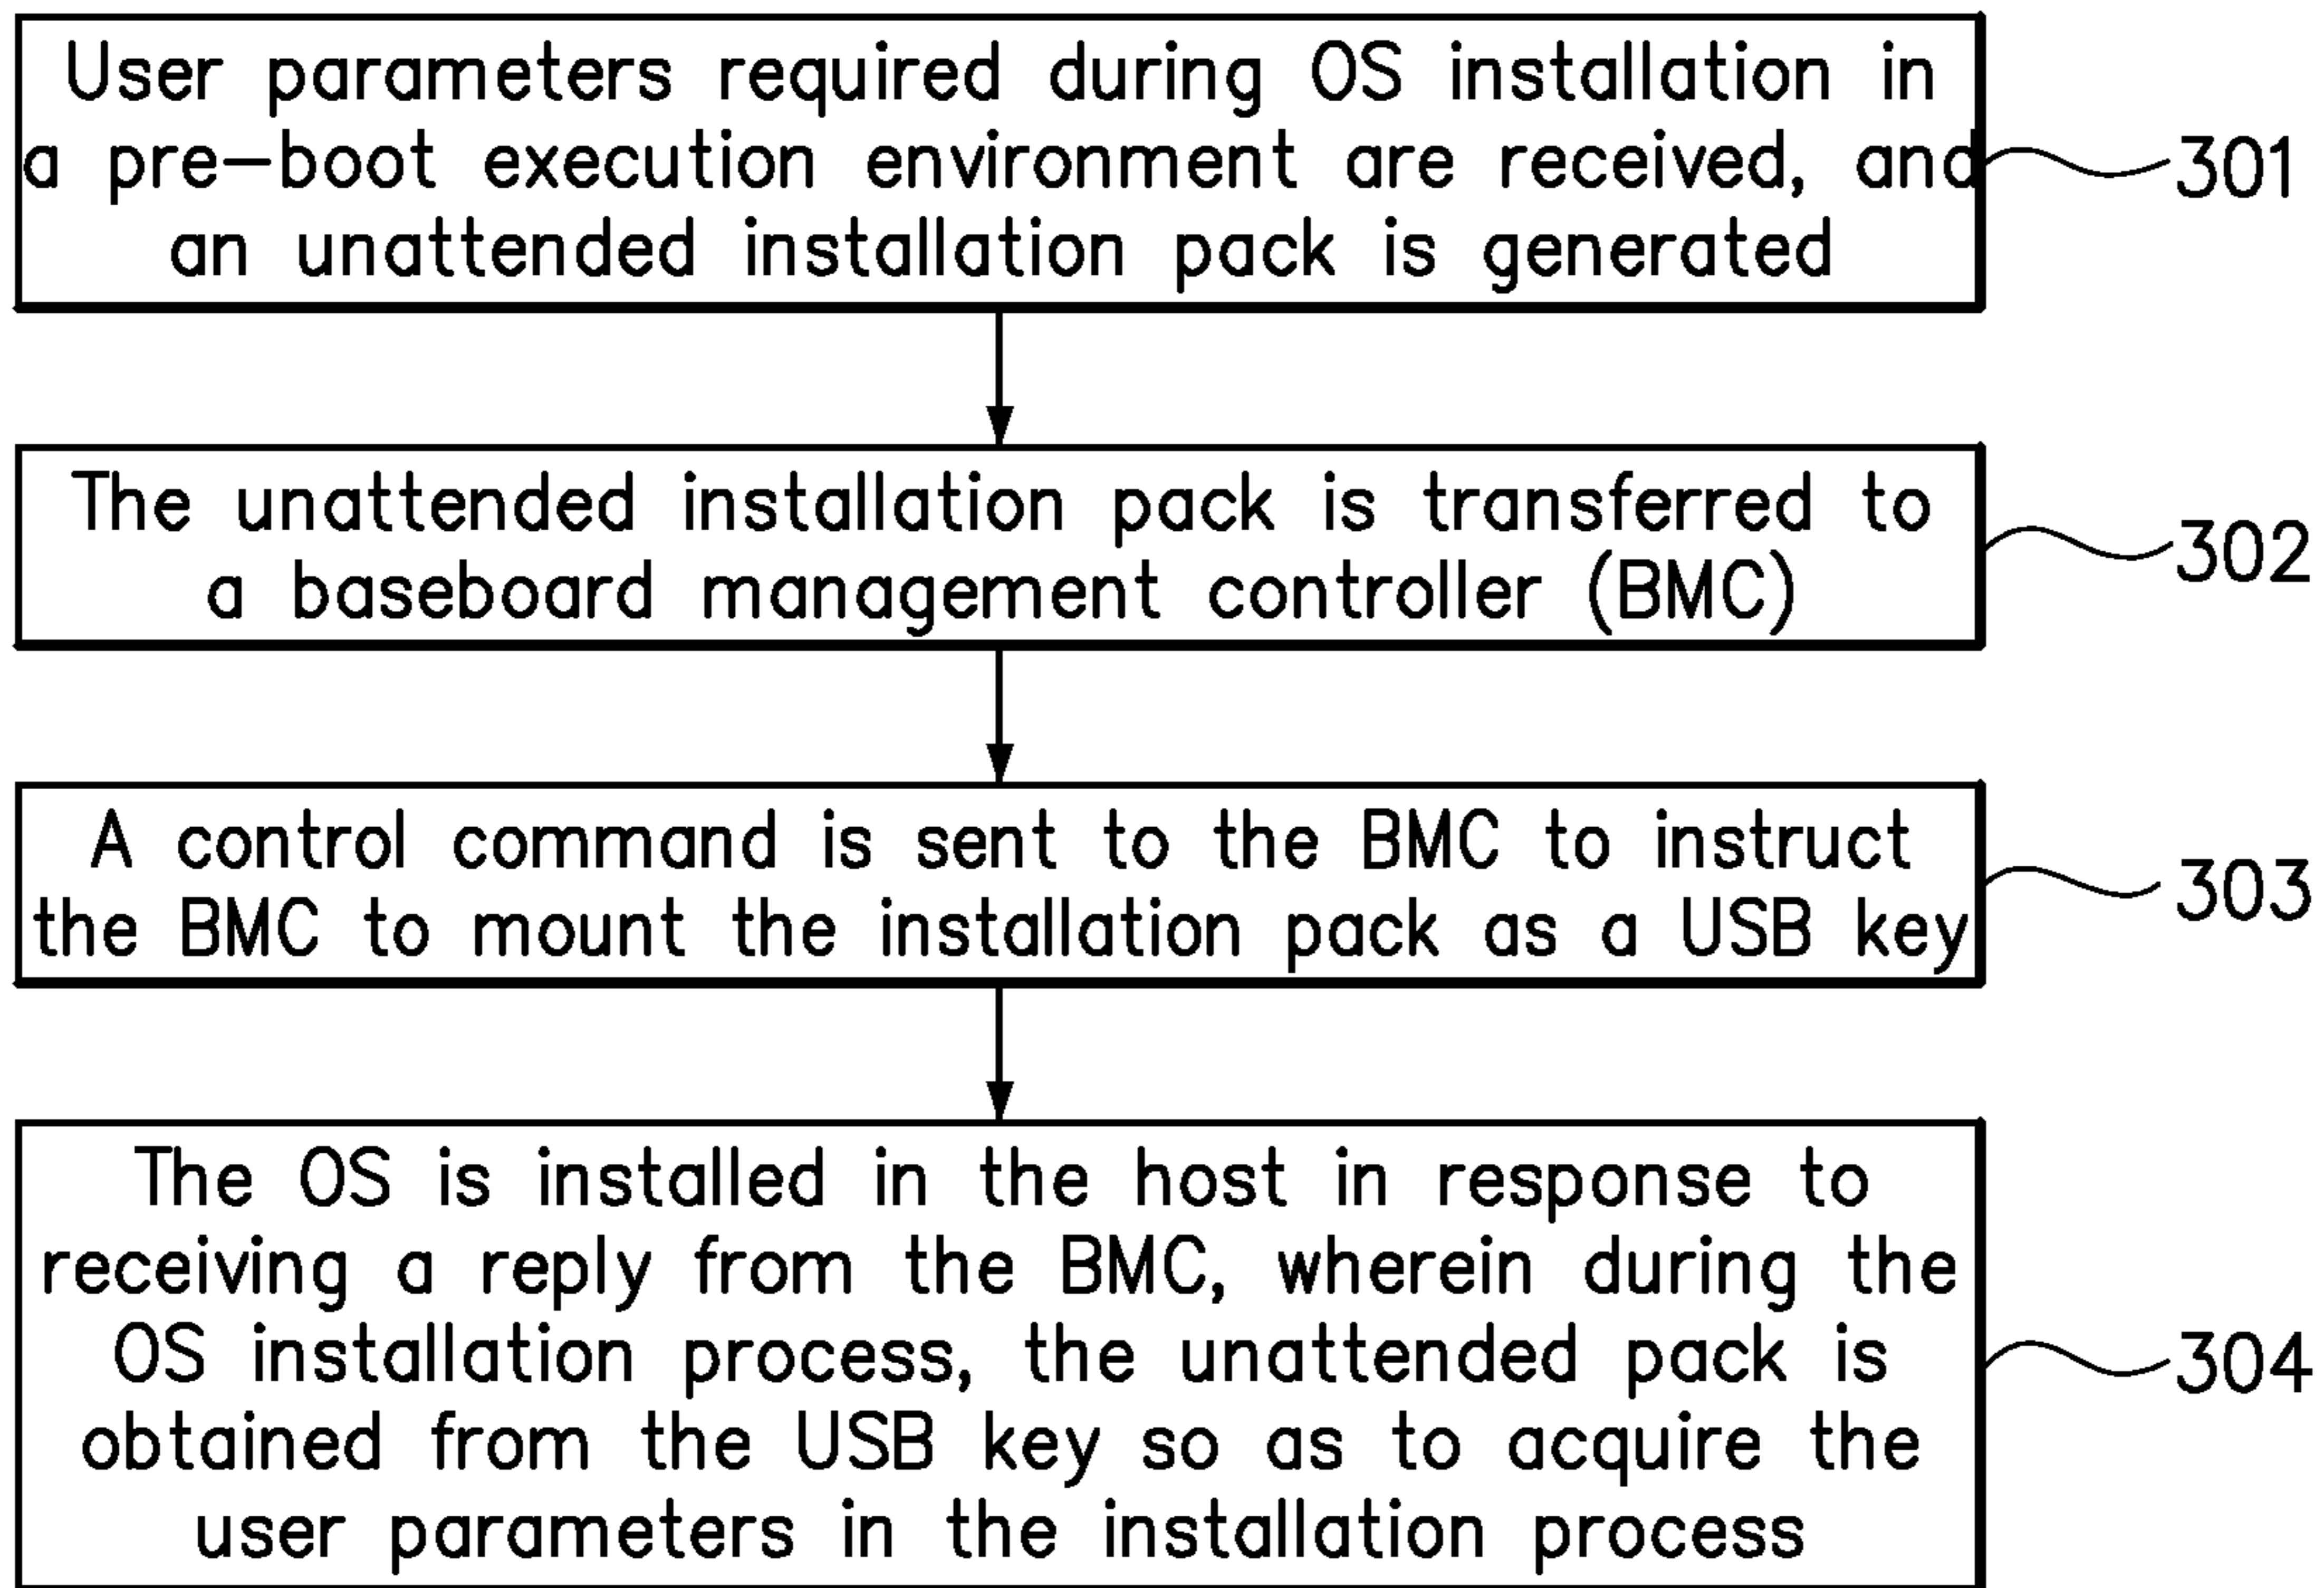 User parameters required during OS installation in
a pre-boot execution environment are received, and
an unattended installation pack is generated
301
The unattended installation pack is transferred to
a baseboard management controller (BMC)
302
A control command is sent to the BMC to instruct
the BMC to mount the installation pack as a USB key
303
The OS is installed in the host in response to
receiving a reply from the BMC, wherein during the
OS installation process, the unattended pack is
obtained from the USB key so as to acquire the
user parameters in the installation process
304